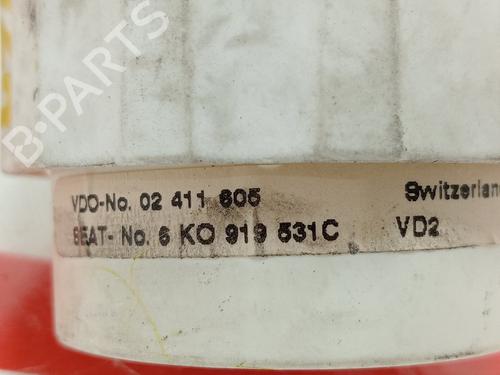 B-PARTS
VDO-No. 02 411 605 Switzerland
SEAT- No. 6 KO 919 531C VD2